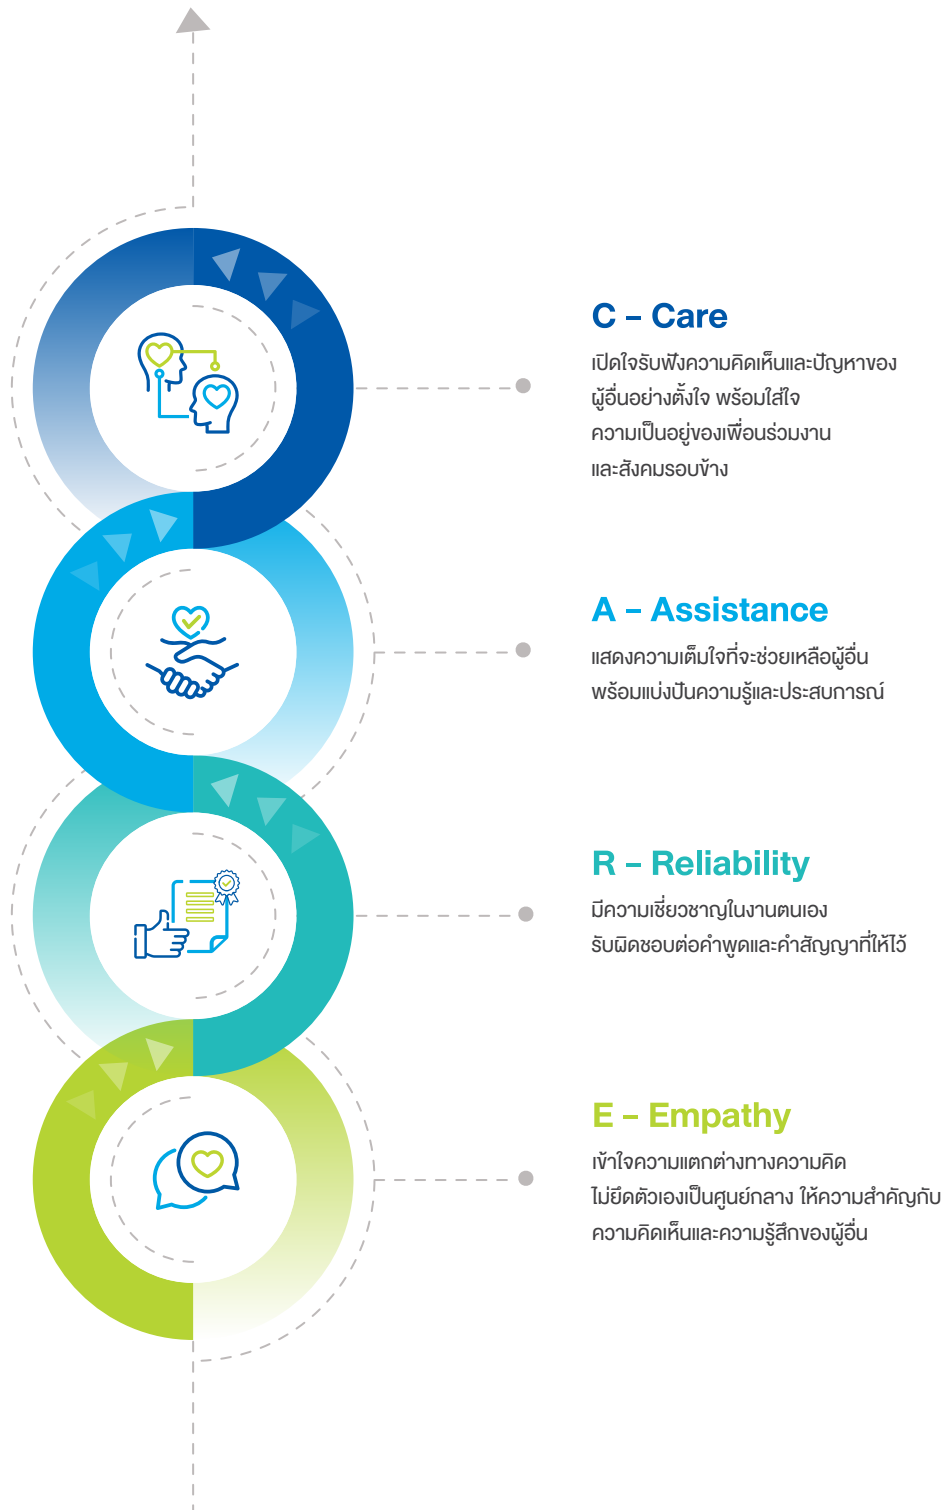 C – Care
เปิดใจรับฟังความคิดเห็นและปัญหาของ
ผู้อื่นอย่างตั้งใจ พร้อมใส่ใจ
ความเป็นอยู่ของเพื่อนร่วมงาน
และสังคมรอบข้าง
A – Assistance
แสดงความเต็มใจที่จะช่วยเหลือผู้อื่น
พร้อมแบ่งปันความรู้และประสบการณ์
R – Reliability
มีความเชี่ยวชาญในงานตนเอง
รับผิดชอบต่อคำพูดและคำสัญญาที่ให้ไว้
E – Empathy
เข้าใจความแตกต่างทางความคิด
ไม่ยึดตัวเองเป็นศูนย์กลาง ให้ความสำคัญกับ
ความคิดเห็นและความรู้สึกของผู้อื่น